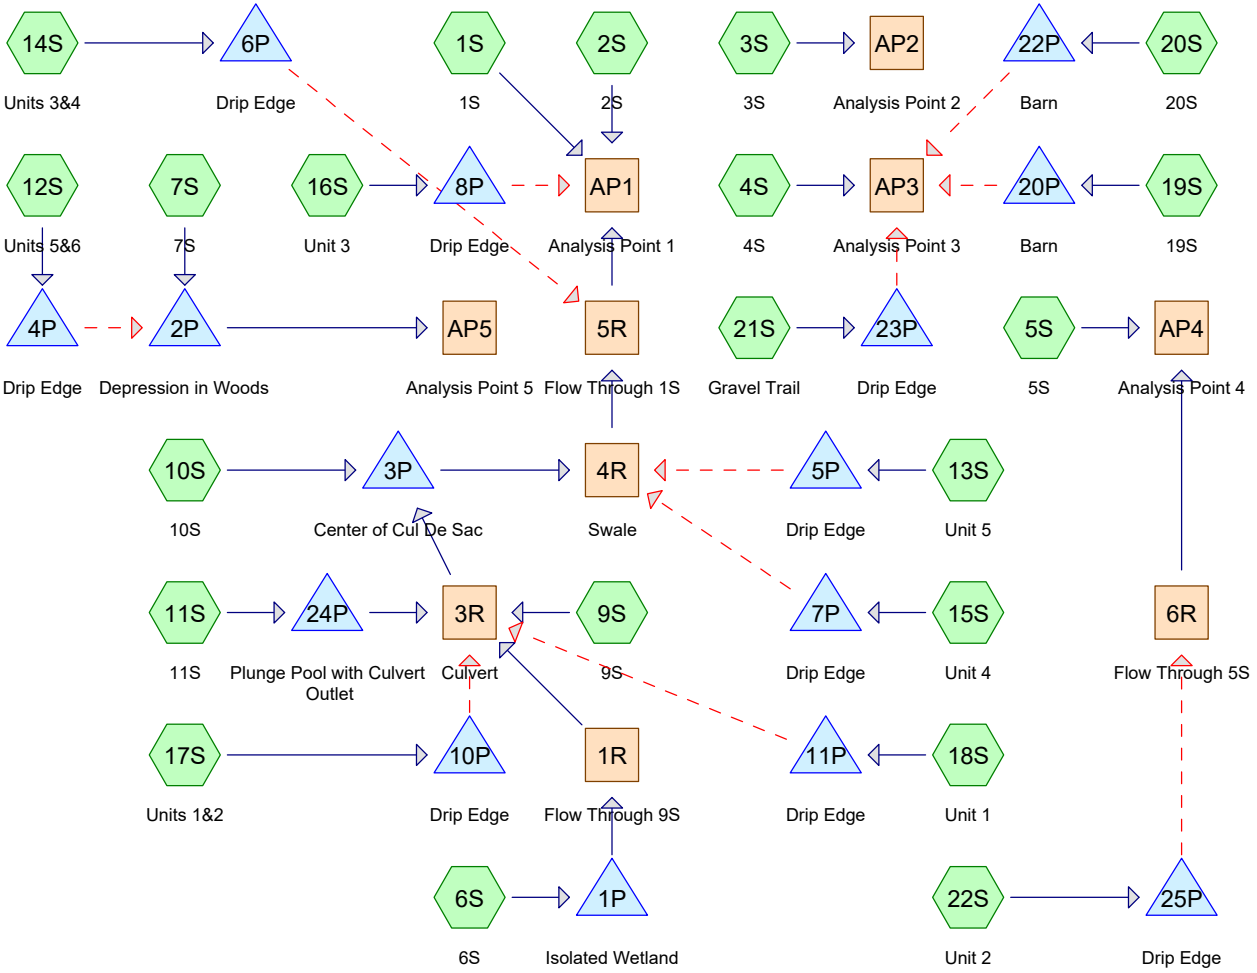 14S
6P
1S
2S
3S
AP2
22P
20S
Units 3&4
Drip Edge
1S
2S
3S
Analysis Point 2
Barn
20S
12S
7S
16S
8P
AP1
4S
AP3
20P
19S
Units 5&6
7S
Unit 3
Drip Edge
Analysis Point 1
4S
Analysis Point 3
Barn
19S
4P
2P
AP5
5R
21S
23P
5S
AP4
Drip Edge
Depression in Woods
Analysis Point 5
Flow Through 1S
Gravel Trail
Drip Edge
5S
Analysis Point 4
10S
3P
4R
5P
13S
10S
Center of Cul De Sac
Swale
Drip Edge
Unit 5
11S
24P
3R
9S
7P
15S
6R
11S
Plunge Pool with Culvert
Outlet
Culvert
9S
Drip Edge
Unit 4
Flow Through 5S
17S
10P
1R
11P
18S
Units 1&2
Drip Edge
Flow Through 9S
Drip Edge
Unit 1
6S
1P
22S
25P
6S
Isolated Wetland
Unit 2
Drip Edge